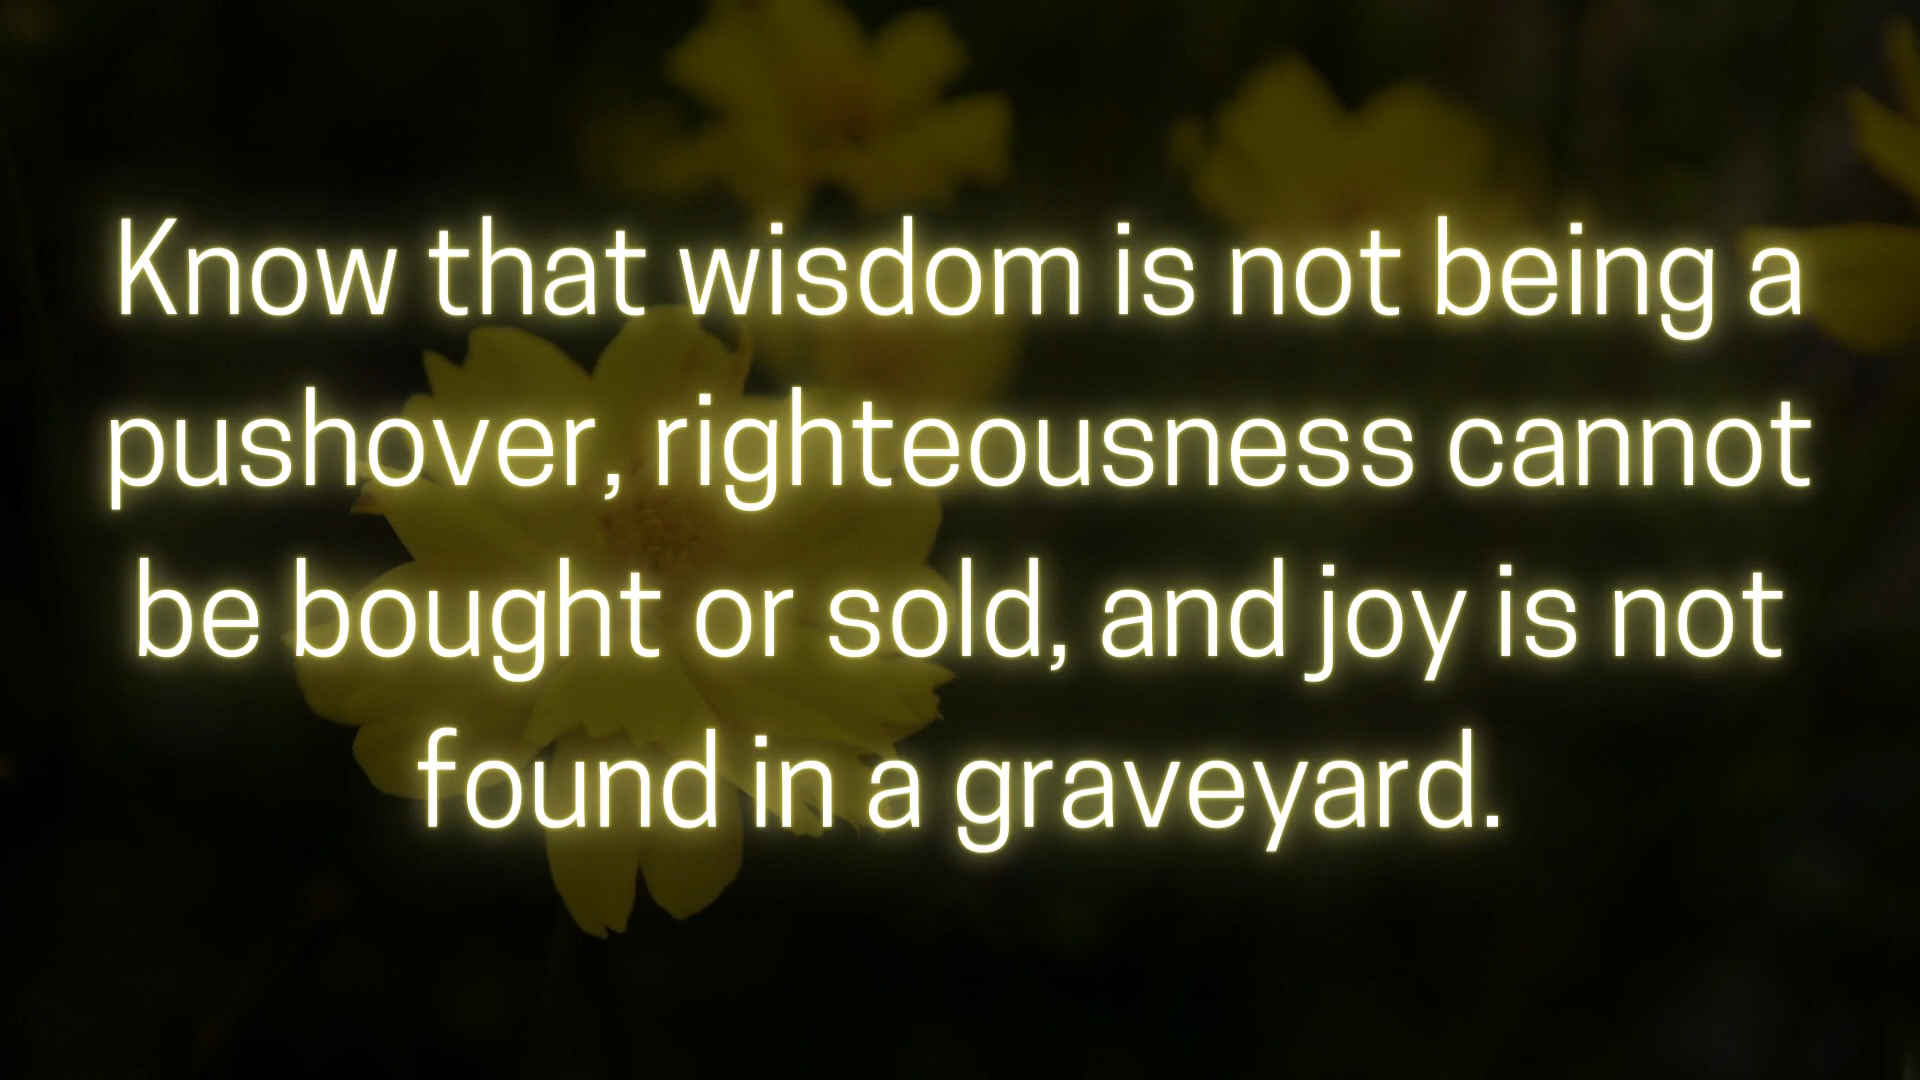 Know that wisdom is not being a
pushover, righteousness cannot
be bought or sold, and joy is not
found in a graveyard.